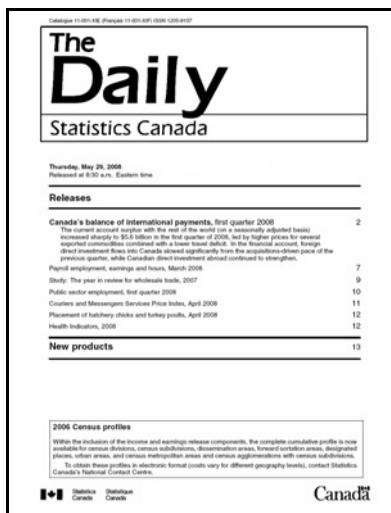 Catalogue 11-001-XIE (Français 11-001-XIF) ISSN 1205-9137
The
Daily
Statistics Canada
Thursday, May 29, 2008
Released at 8:30 a.m. Eastern time
Releases
Canada's balance of international payments, first quarter 2008 2
The current account surplus with the rest of the world (on a seasonally adjusted basis)
increased sharply to $5.6 billion in the first quarter of 2008, led by higher prices for several
exported commodities combined with a lower travel deficit. In the financial account, foreign
direct investment flows into Canada slowed significantly from the acquisitions-driven pace of the
previous quarter, while Canadian direct investment abroad continued to strengthen.
Payroll employment, earnings and hours, March 2008 7
Study: The year in review for wholesale trade, 2007 9
Public sector employment, first quarter 2008 10
Couriers and Messengers Services Price Index, April 2008 11
Placement of hatchery chicks and turkey poults, April 2008 12
Health Indicators, 2008 12
New products 13
2006 Census profiles
Within the inclusion of the income and earnings release components, the complete cumulative profile is now
available for census divisions, census subdivisions, dissemination areas, forward sortation areas, designated
places, urban areas, and census metropolitan areas and census agglomerations with census subdivisions.
To obtain these profiles in electronic format (costs vary for different geography levels), contact Statistics
Canada's National Contact Centre.
Statistics Statistique
Canada Canada
Canada